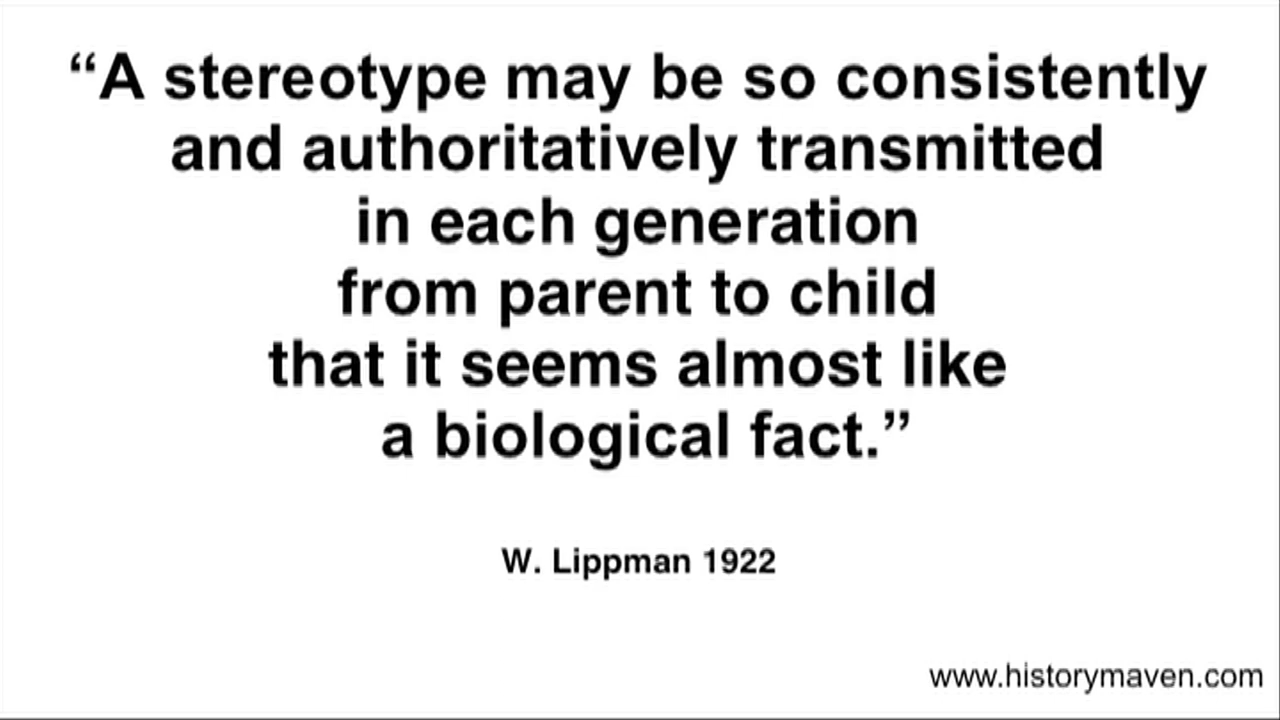 “A stereotype may be so consistently
and authoritatively transmitted
in each generation
from parent to child
that it seems almost like
a biological fact.”
W. Lippman 1922
www.historymaven.com